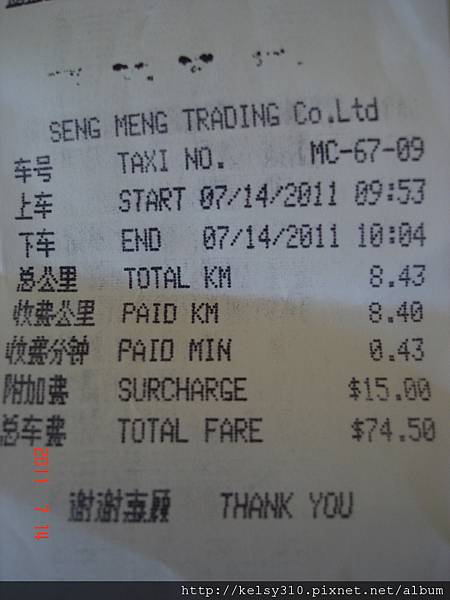 SENG MENG TRADING Co.Ltd
车号 TAXI NO. MC-67-09
上车 START 07/14/2011 09:53
下车 END 07/14/2011 10:04
总公里 TOTAL KM 8.43
收费公里 PAID KM 8.40
收费分钟 PAID MIN 0.43
附加费 SURCHARGE $15.00
总车费 TOTAL FARE $74.50
谢谢惠顾 THANK YOU
2011 7 14
http://kelsy310.pixnet.net/album